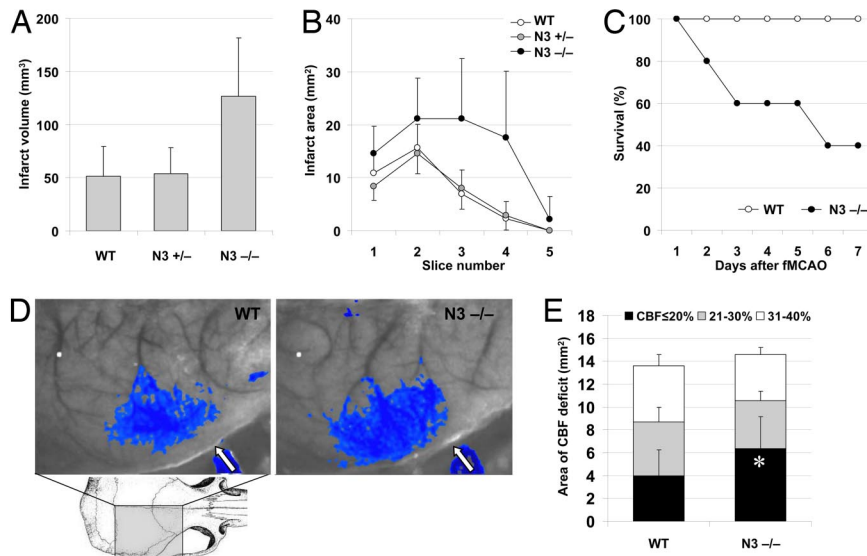 A
Infarct volume (mm³)
200
150
100
50
0
WT
N3 +/–
N3 –/–
B
Infarct area (mm²)
WT
N3 +/–
N3 –/–
40
30
20
10
0
1 2 3 4 5
Slice number
C
Survival (%)
100
80
60
40
20
0
WT
N3 –/–
1 2 3 4 5 6 7
Days after fMCAO
D
WT
N3 –/–
E
Area of CBF deficit (mm²)
CBF≤20% 21-30% 31-40%
18
16
14
12
10
8
6
4
2
0
*
WT
N3 –/–